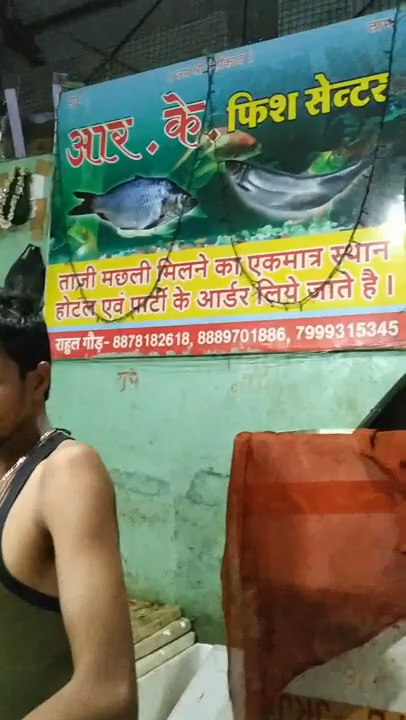 आर. के. फिश सेन्टर
ताजी मछली मिलने का एकमात्र स्थान
होटल एवं पार्टी के आर्डर लिये जाते है ।
राहुल गौड़- 8878182618, 8889701886, 7999315345